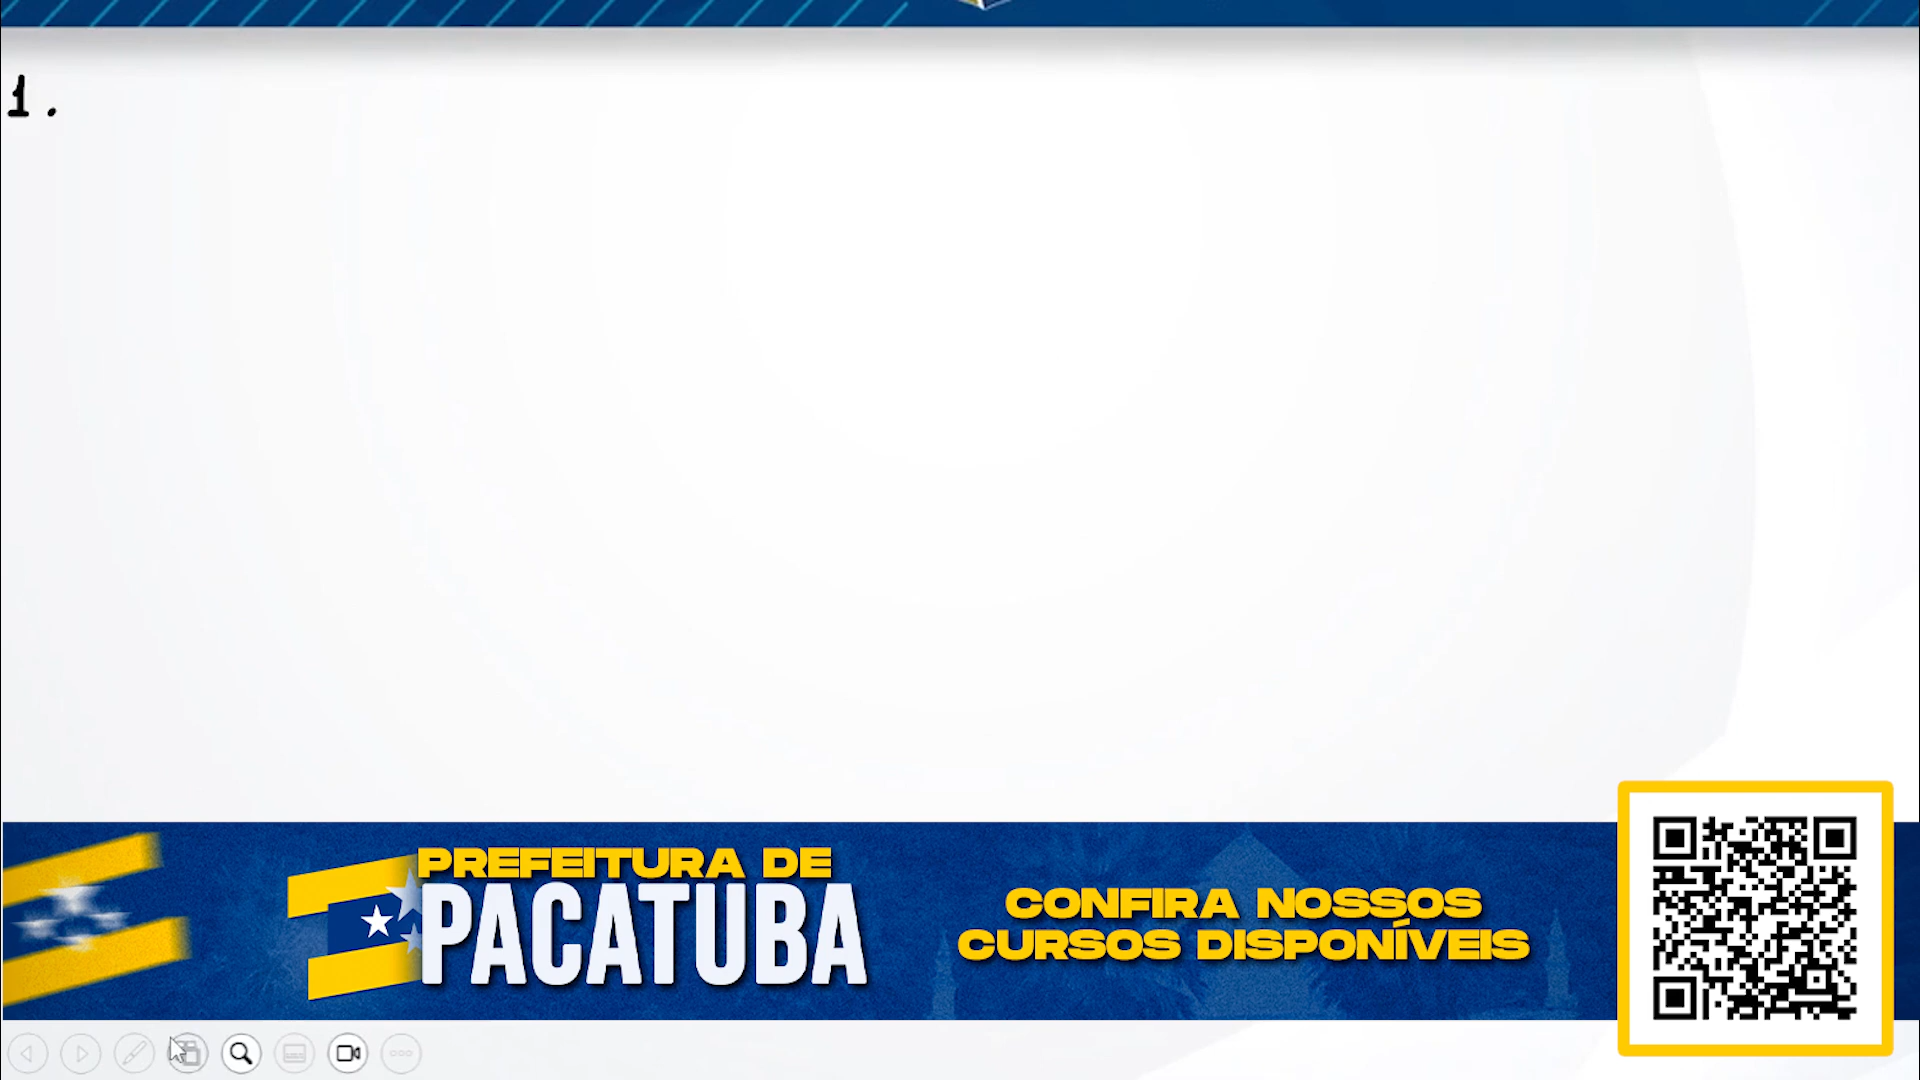 1.
PREFEITURA DE
PACATUBA
CONFIRA NOSSOS
CURSOS DISPONÍVEIS